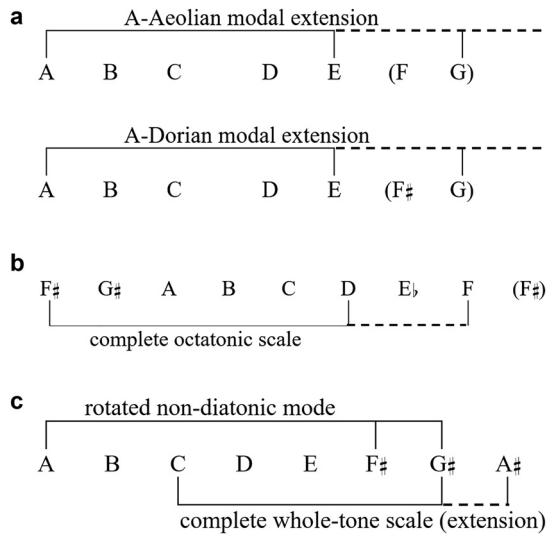 a
A-Aeolian modal extension
A B C D E (F G)
A-Dorian modal extension
A B C D E (F♯ G)
b
F♯ G♯ A B C D E♭ F (F♯)
complete octatonic scale
c
rotated non-diatonic mode
A B C D E F♯ G♯ A♯
complete whole-tone scale (extension)